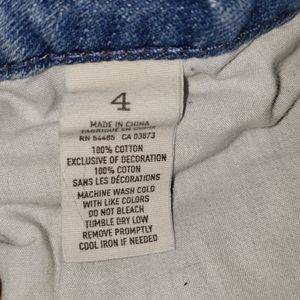 4
MADE IN CHINA
FABRIQUÉ EN CHINE
RN 54485 CA 03673
100% COTTON
EXCLUSIVE OF DECORATION
100% COTON
SANS LES DÉCORATIONS
MACHINE WASH COLD
WITH LIKE COLORS
DO NOT BLEACH
TUMBLE DRY LOW
REMOVE PROMPTLY
COOL IRON IF NEEDED